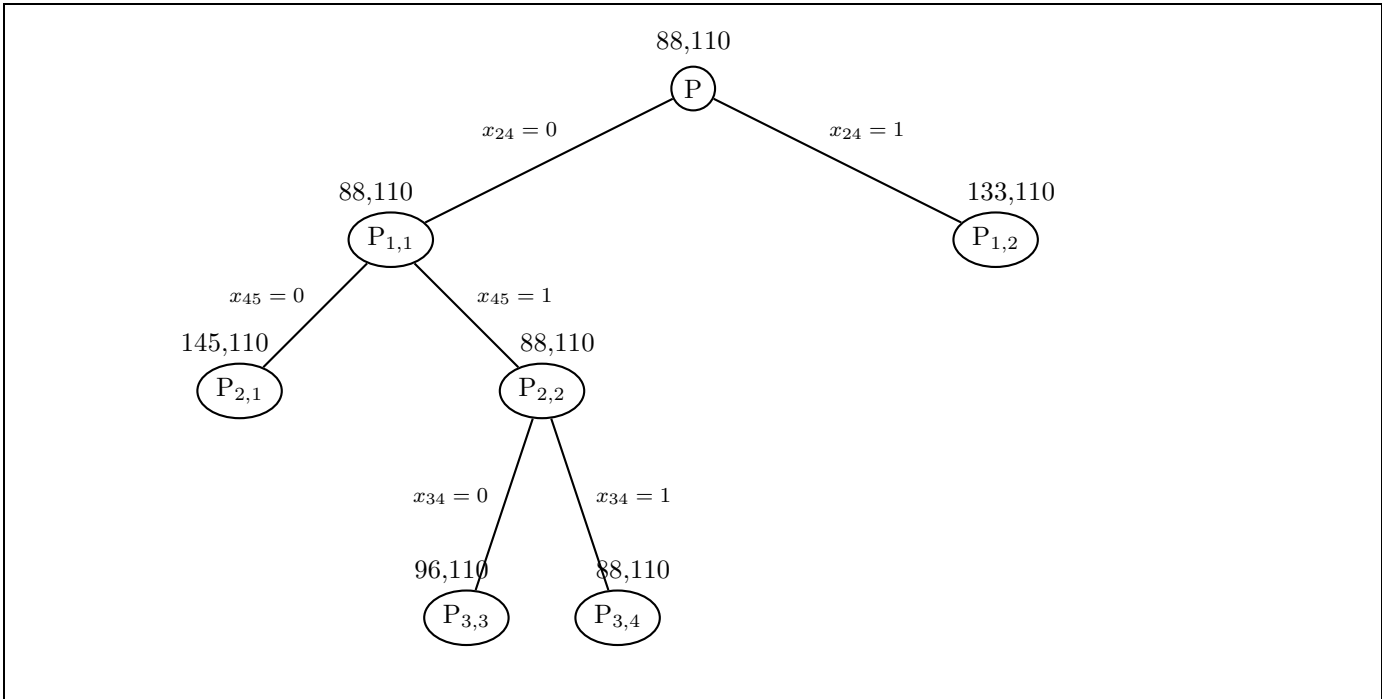 88,110
P
x₂₄ = 0
x₂₄ = 1
88,110
133,110
P₁,₁
P₁,₂
x₄₅ = 0
x₄₅ = 1
145,110
88,110
P₂,₁
P₂,₂
x₃₄ = 0
x₃₄ = 1
96,110
88,110
P₃,₃
P₃,₄